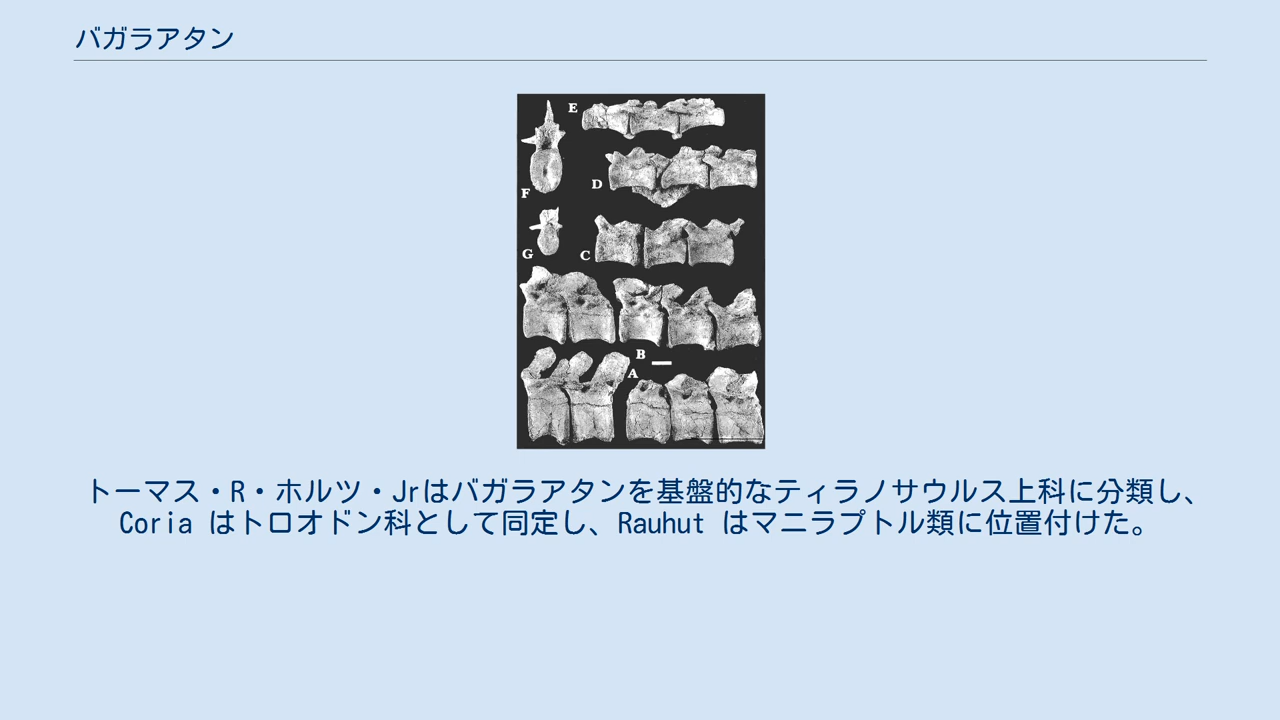 バガラアタン
E
F
D
G
C
B
A
トーマス・R・ホルツ・Jrはバガラアタンを基盤的なティラノサウルス上科に分類し、
Coria はトロオドン科として同定し、Rauhut はマニラプトル類に位置付けた。